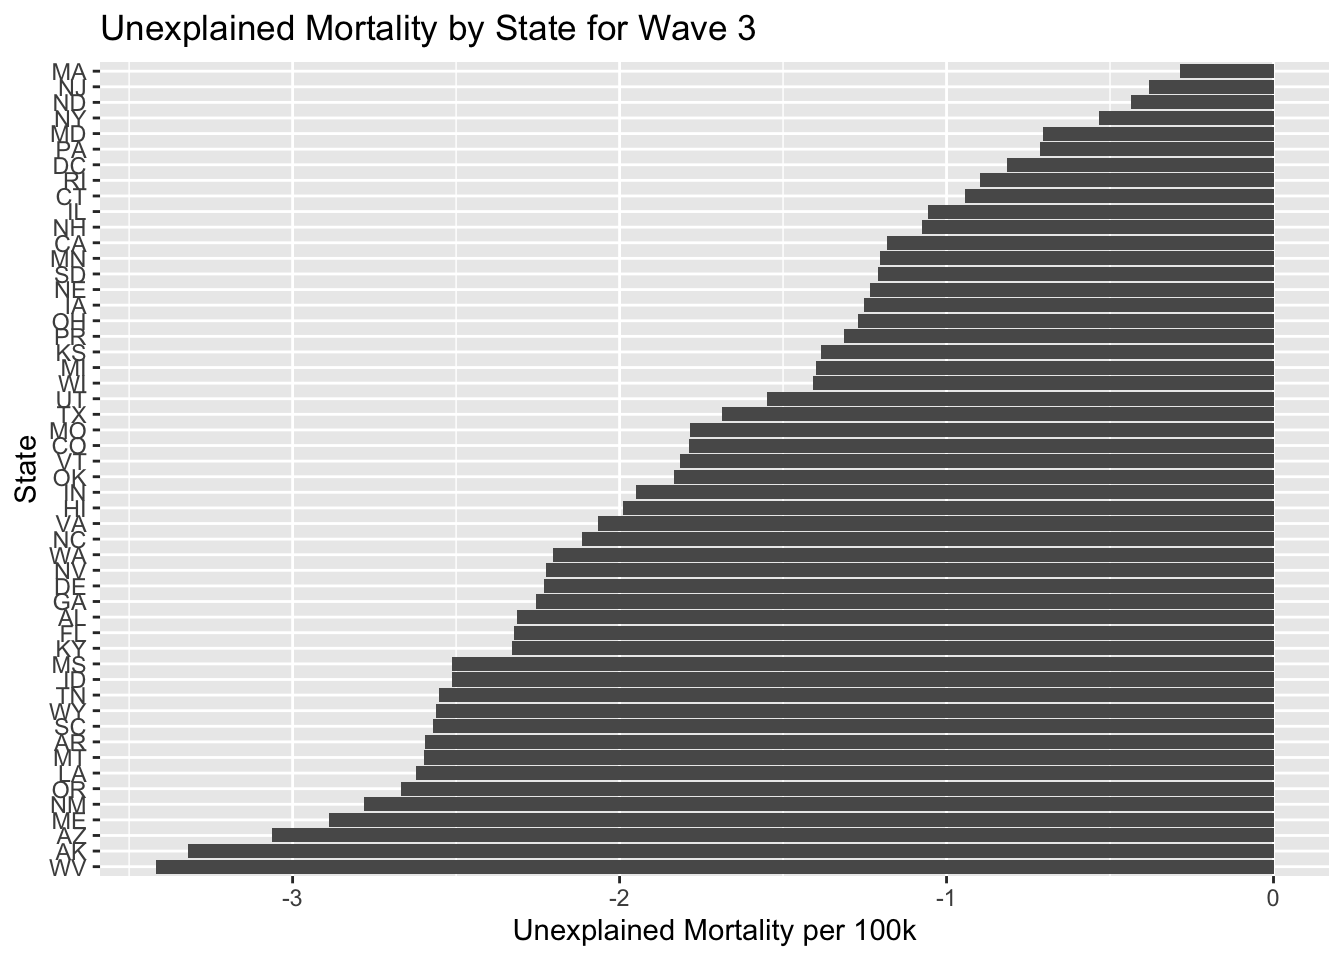 Unexplained Mortality by State for Wave 3
MA
NJ
ND
NY
MD
PA
DC
RI
CT
IL
NH
CA
MN
SD
NE
IA
OH
PR
KS
MI
WI
UT
TX
MO
CO
VT
OK
IN
HI
VA
NC
WA
NV
DE
GA
AL
FL
KY
MS
ID
TN
WY
SC
AR
MT
LA
OR
NM
ME
AZ
AK
WV
State
-3 -2 -1 0
Unexplained Mortality per 100k